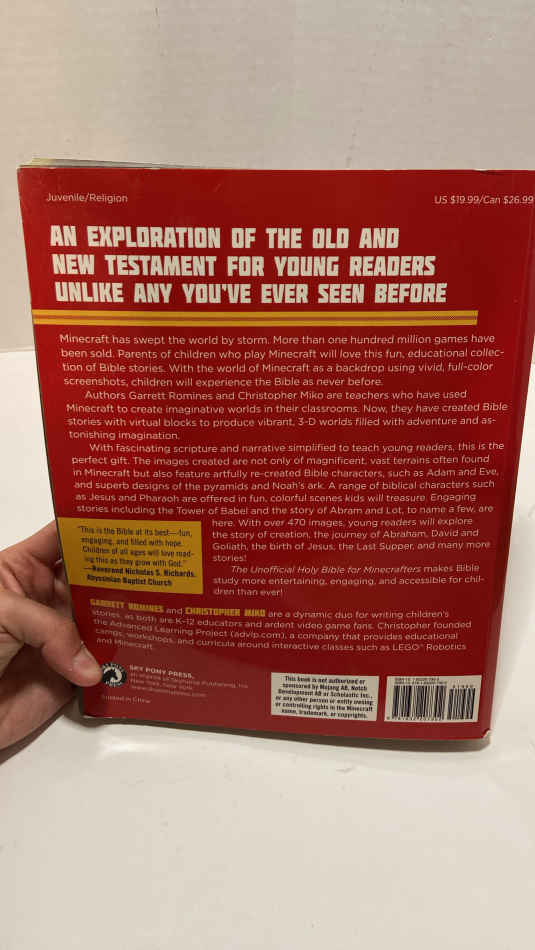 Juvenile/Religion
US $19.99/Can $26.99
AN EXPLORATION OF THE OLD AND
NEW TESTAMENT FOR YOUNG READERS
UNLIKE ANY YOU'VE EVER SEEN BEFORE
Minecraft has swept the world by storm. More than one hundred million games have
been sold. Parents of children who play Minecraft will love this fun, educational collec-
tion of Bible stories. With the world of Minecraft as a backdrop using vivid, full-color
screenshots, children will experience the Bible as never before.
Authors Garrett Romines and Christopher Miko are teachers who have used
Minecraft to create imaginative worlds in their classrooms. Now, they have created Bible
stories with virtual blocks to produce vibrant, 3-D worlds filled with adventure and as-
tonishing imagination.
With fascinating scripture and narrative simplified to teach young readers, this is the
perfect gift. The images created are not only of magnificent, vast terrains often found
in Minecraft but also feature artfully re-created Bible characters, such as Adam and Eve,
and superb designs of the pyramids and Noah's ark. A range of biblical characters such
as Jesus and Pharaoh are offered in fun, colorful scenes kids will treasure. Engaging
stories including the Tower of Babel and the story of Abram and Lot, to name a few, are
here. With over 470 images, young readers will explore
the story of creation, the journey of Abraham, David and
Goliath, the birth of Jesus, the Last Supper, and many more
stories!
The Unofficial Holy Bible for Minecrafters makes Bible
study more entertaining, engaging, and accessible for chil-
dren than ever!
"This is the Bible at its best—fun,
engaging, and filled with hope...
Children of all ages will love read-
ing this as they grow with God."
—Reverend Nicholas S. Richards,
Abyssinian Baptist Church
GARRETT ROMINES and CHRISTOPHER MIKO are a dynamic duo for writing children's
stories, as both are K-12 educators and ardent video game fans. Christopher founded
the Advanced Learning Project (advlp.com), a company that provides educational
camps, workshops, and curricula around interactive classes such as LEGO® Robotics
and Minecraft.
SKY PONY PRESS,
an imprint of Skyhorse Publishing, Inc.
New York, New York
www.skyponypress.com
Printed in China
This book is not authorized or
sponsored by Mojang AB, Notch
Development AB or Scholastic Inc.,
or any other person or entity owning
or controlling rights in the Minecraft
name, trademark, or copyrights.